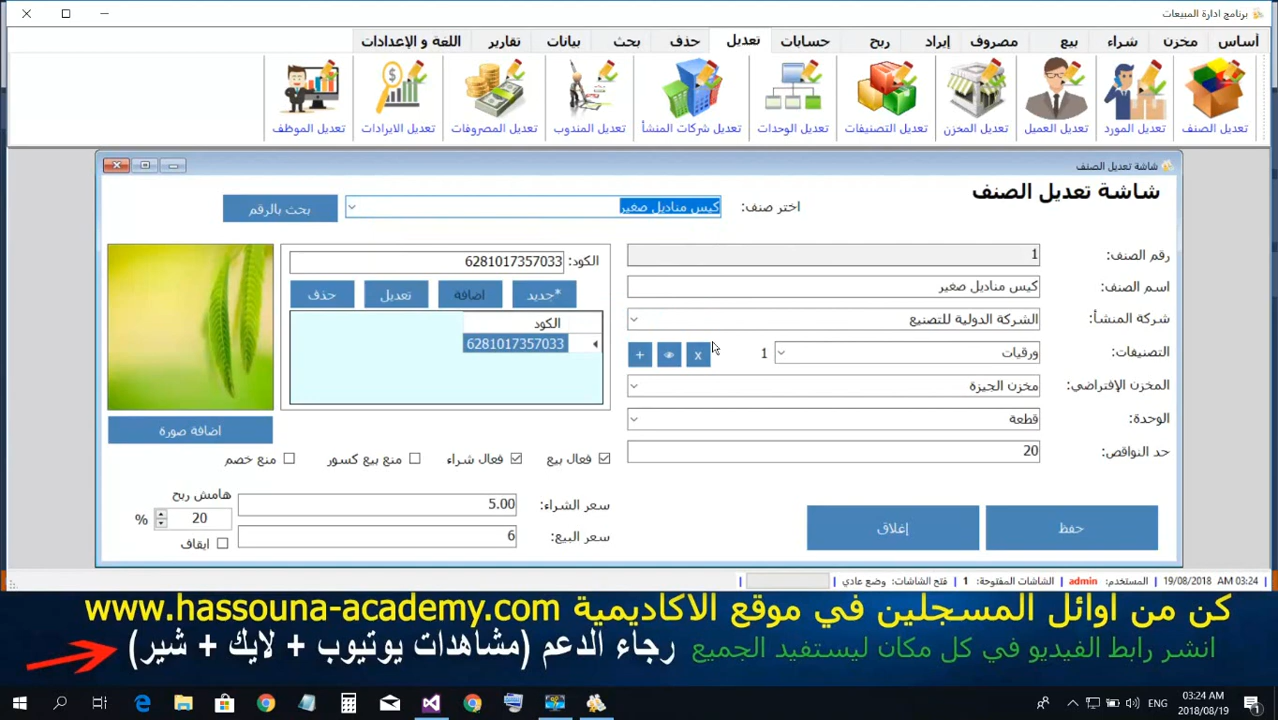 برنامج ادارة المبيعات
أساس مخزن شراء بيع مصروف إيراد ربح حسابات تعديل حذف بحث بيانات تقارير اللغة و الإعدادات
تعديل الصنف تعديل المورد تعديل العميل تعديل المخزن تعديل التصنيفات تعديل الوحدات تعديل شركات المنشأ تعديل المندوب تعديل المصروفات تعديل الايرادات تعديل الموظف
شاشة تعديل الصنف
شاشة تعديل الصنف
اختر صنف: كيس مناديل صغير بحث بالرقم
رقم الصنف: 1
اسم الصنف: كيس مناديل صغير
شركة المنشأ: الشركة الدولية للتصنيع
التصنيفات: ورقيات 1 x +
المخزن الإفتراضي: مخزن الجيزة
الوحدة: قطعة
حد النواقص: 20
حفظ إغلاق
الكود: 6281017357033
جديد* اضافة تعديل حذف
الكود
6281017357033
اضافة صورة
فعال بيع فعال شراء منع بيع كسور منع خصم
سعر الشراء: 5.00
سعر البيع: 6
هامش ربح
20 %
ايقاف
19/08/2018 AM 03:24 المستخدم: admin الشاشات المفتوحة: 1 فتح الشاشات: وضع عادي
كن من اوائل المسجلين في موقع الاكاديمية www.hassouna-academy.com
انشر رابط الفيديو في كل مكان ليستفيد الجميع رجاء الدعم (مشاهدات يوتيوب + لايك + شير)
ENG 03:24 AM
2018/08/19
1